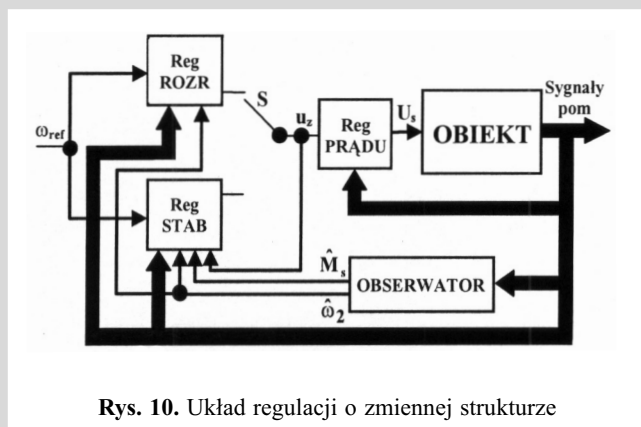 Reg
ROZR
S
Sygnały
pom
ω_ref
u_z
Reg
PRĄDU
U_s
OBIEKT
Reg
STAB
M̂_s
OBSERWATOR
ω̂_2
Rys. 10. Układ regulacji o zmiennej strukturze